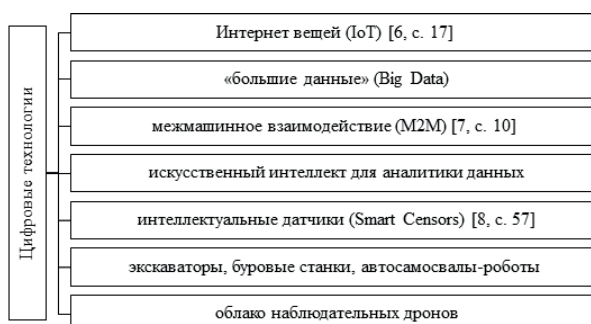 Цифровые технологии
Интернет вещей (IoT) [6, с. 17]
«большие данные» (Big Data)
межмашинное взаимодействие (M2M) [7, с. 10]
искусственный интеллект для аналитики данных
интеллектуальные датчики (Smart Censors) [8, с. 57]
экскаваторы, буровые станки, автосамосвалы-роботы
облако наблюдательных дронов